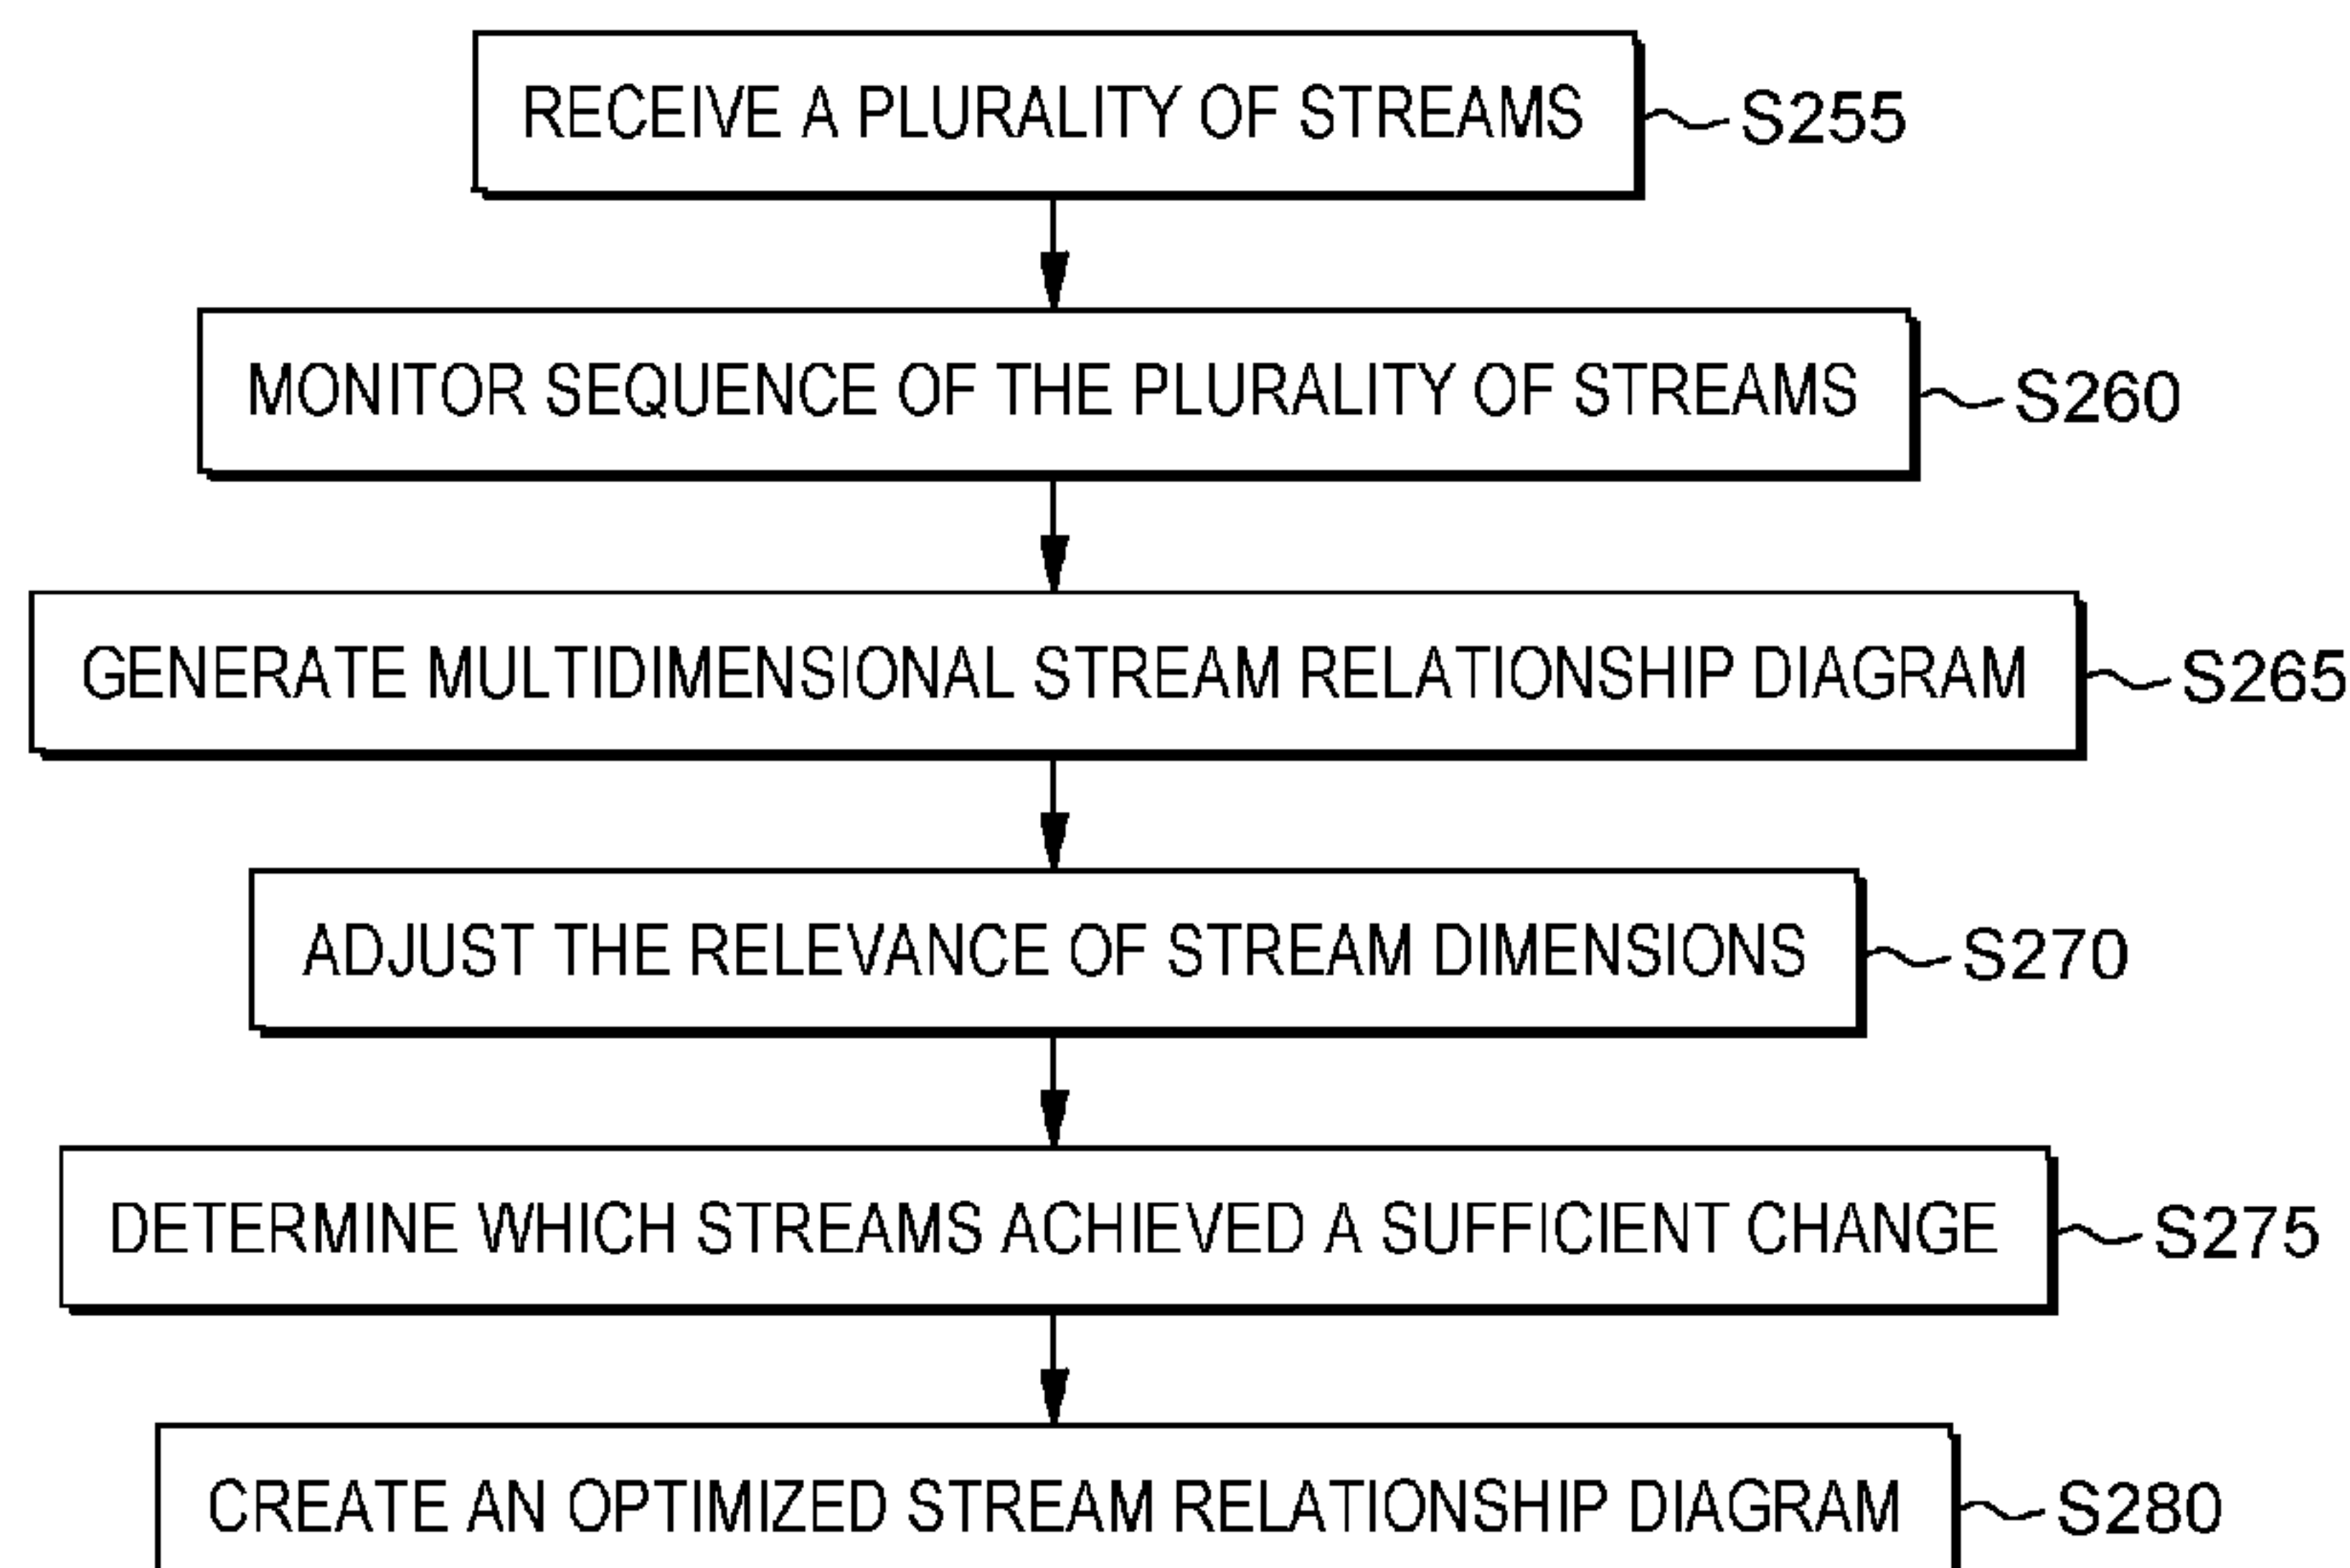 RECEIVE A PLURALITY OF STREAMS S255
MONITOR SEQUENCE OF THE PLURALITY OF STREAMS S260
GENERATE MULTIDIMENSIONAL STREAM RELATIONSHIP DIAGRAM S265
ADJUST THE RELEVANCE OF STREAM DIMENSIONS S270
DETERMINE WHICH STREAMS ACHIEVED A SUFFICIENT CHANGE S275
CREATE AN OPTIMIZED STREAM RELATIONSHIP DIAGRAM S280